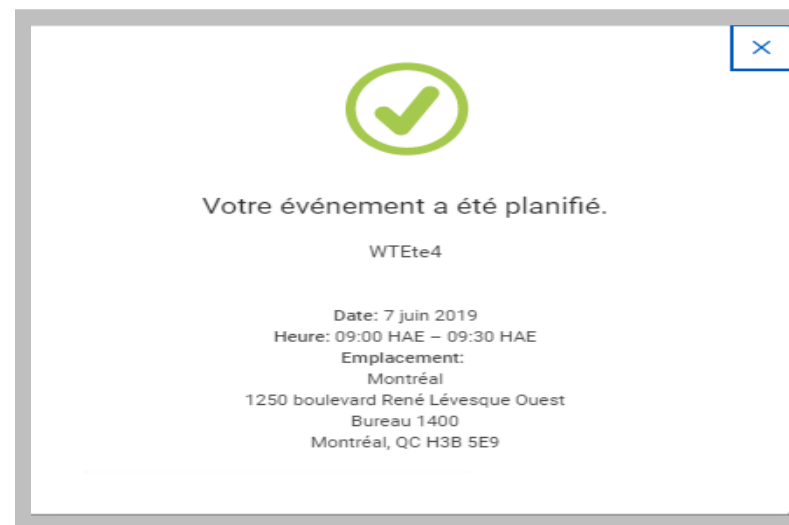 Votre événement a été planifié.
WTEte4
Date: 7 juin 2019
Heure: 09:00 HAE – 09:30 HAE
Emplacement:
Montréal
1250 boulevard René Lévesque Ouest
Bureau 1400
Montréal, QC H3B 5E9